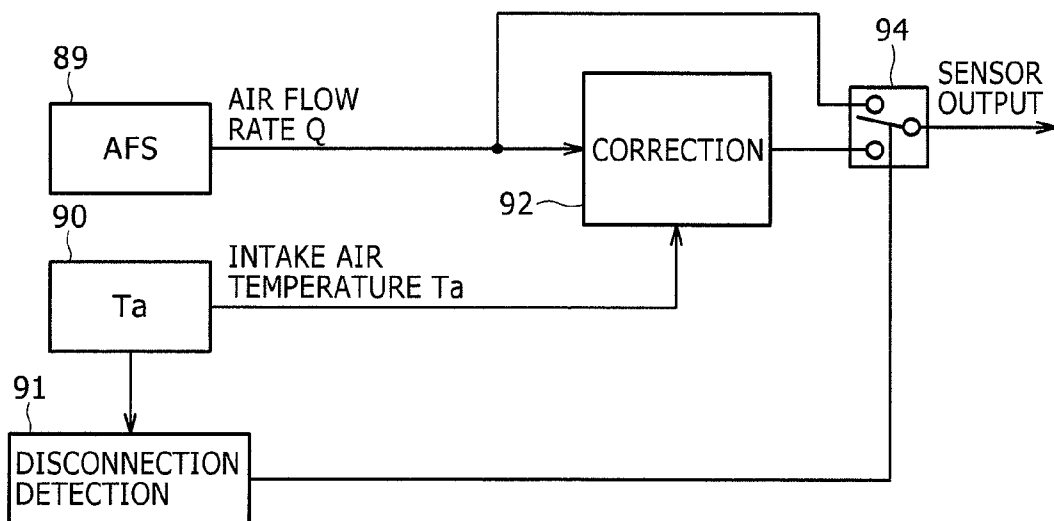 89
AFS
AIR FLOW
RATE Q
92
CORRECTION
94
SENSOR
OUTPUT
90
Ta
INTAKE AIR
TEMPERATURE Ta
91
DISCONNECTION
DETECTION